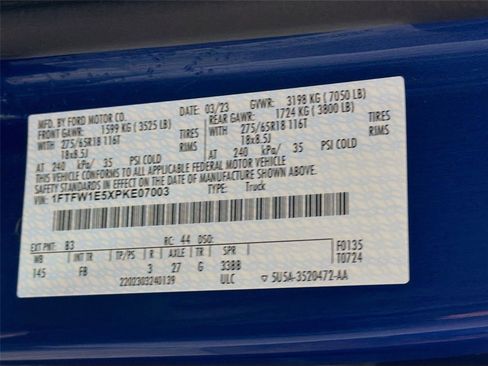 MFD. BY FORD MOTOR CO.
DATE: 03/23 GVWR: 3198 KG (7050 LB)
FRONT GAWR: 1599 KG (3525 LB) REAR GAWR: 1724 KG (3800 LB)
WITH 275/65R18 116T TIRES WITH 275/65R18 116T TIRES
18x8.5J RIMS 18x8.5J RIMS
AT 240 kPa/ 35 PSI COLD AT 240 kPa/ 35 PSI COLD
THIS VEHICLE CONFORMS TO ALL APPLICABLE FEDERAL MOTOR VEHICLE
SAFETY STANDARDS IN EFFECT ON THE DATE OF MANUFACTURE SHOWN ABOVE.
VIN: 1FTFW1E5XPKE07003 TYPE: Truck
EXT PNT: B3 RC: 44 DSO:
WB INT TR TP/PS R AXLE TR SPR F0135
145 FB 3 27 G 33BB T0724
2202303240139 ULC 5U5A-3520472-AA